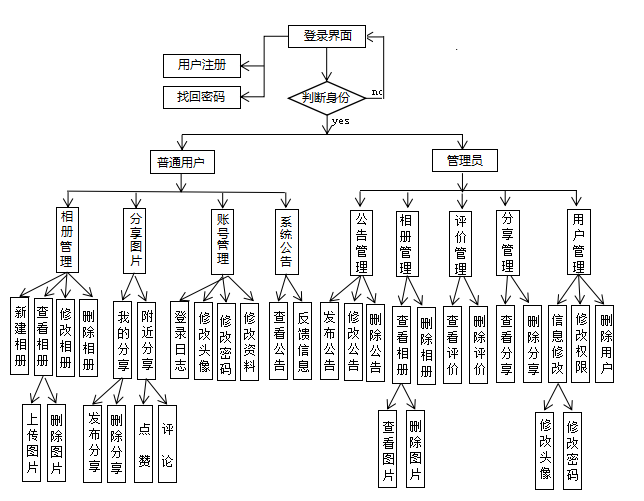 登录界面
用户注册
找回密码
判断身份
no
yes
普通用户
管理员
相册管理
分享图片
账号管理
系统公告
公告管理
相册管理
评价管理
分享管理
用户管理
新建相册
查看相册
修改相册
删除相册
我的分享
附近分享
登录日志
修改头像
修改密码
修改资料
查看公告
反馈信息
发布公告
修改公告
删除公告
查看相册
删除相册
查看评价
删除评价
查看分享
删除分享
信息修改
修改权限
删除用户
上传图片
删除图片
发布分享
删除分享
点赞
评论
查看图片
删除图片
修改头像
修改密码